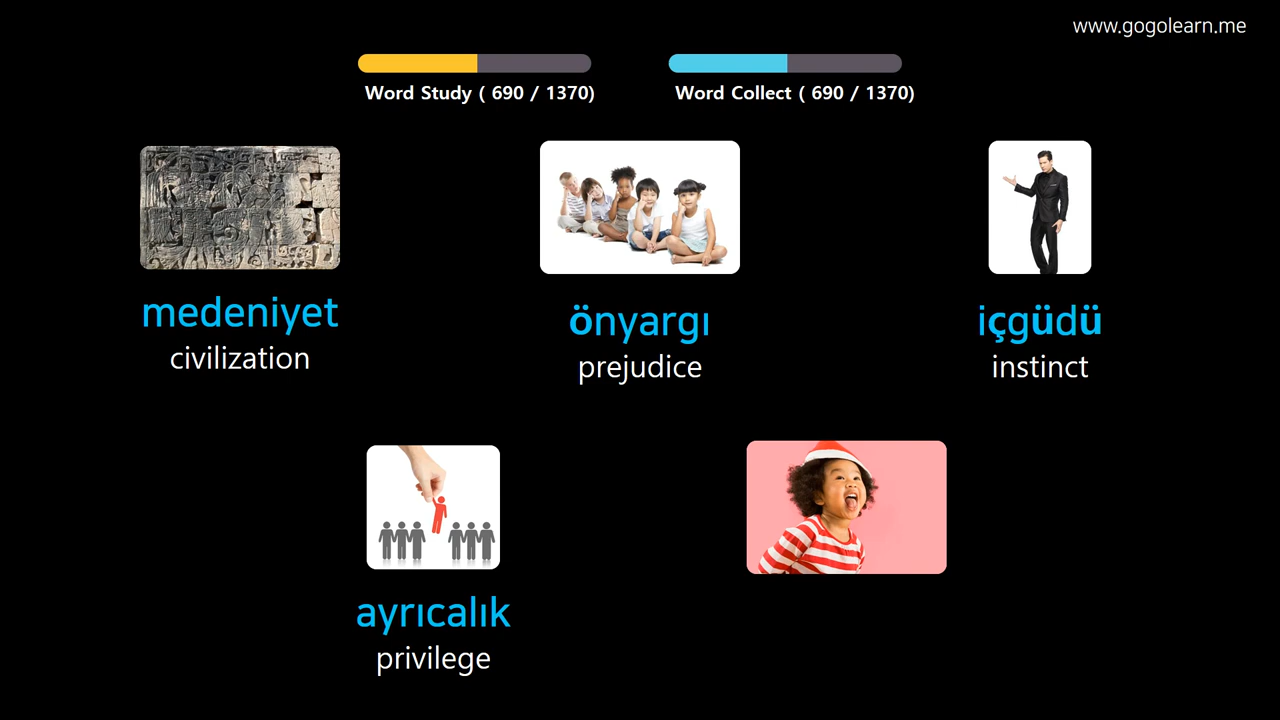 www.gogolearn.me
Word Study ( 690 / 1370)
Word Collect ( 690 / 1370)
medeniyet
civilization
önyargı
prejudice
içgüdü
instinct
ayrıcalık
privilege